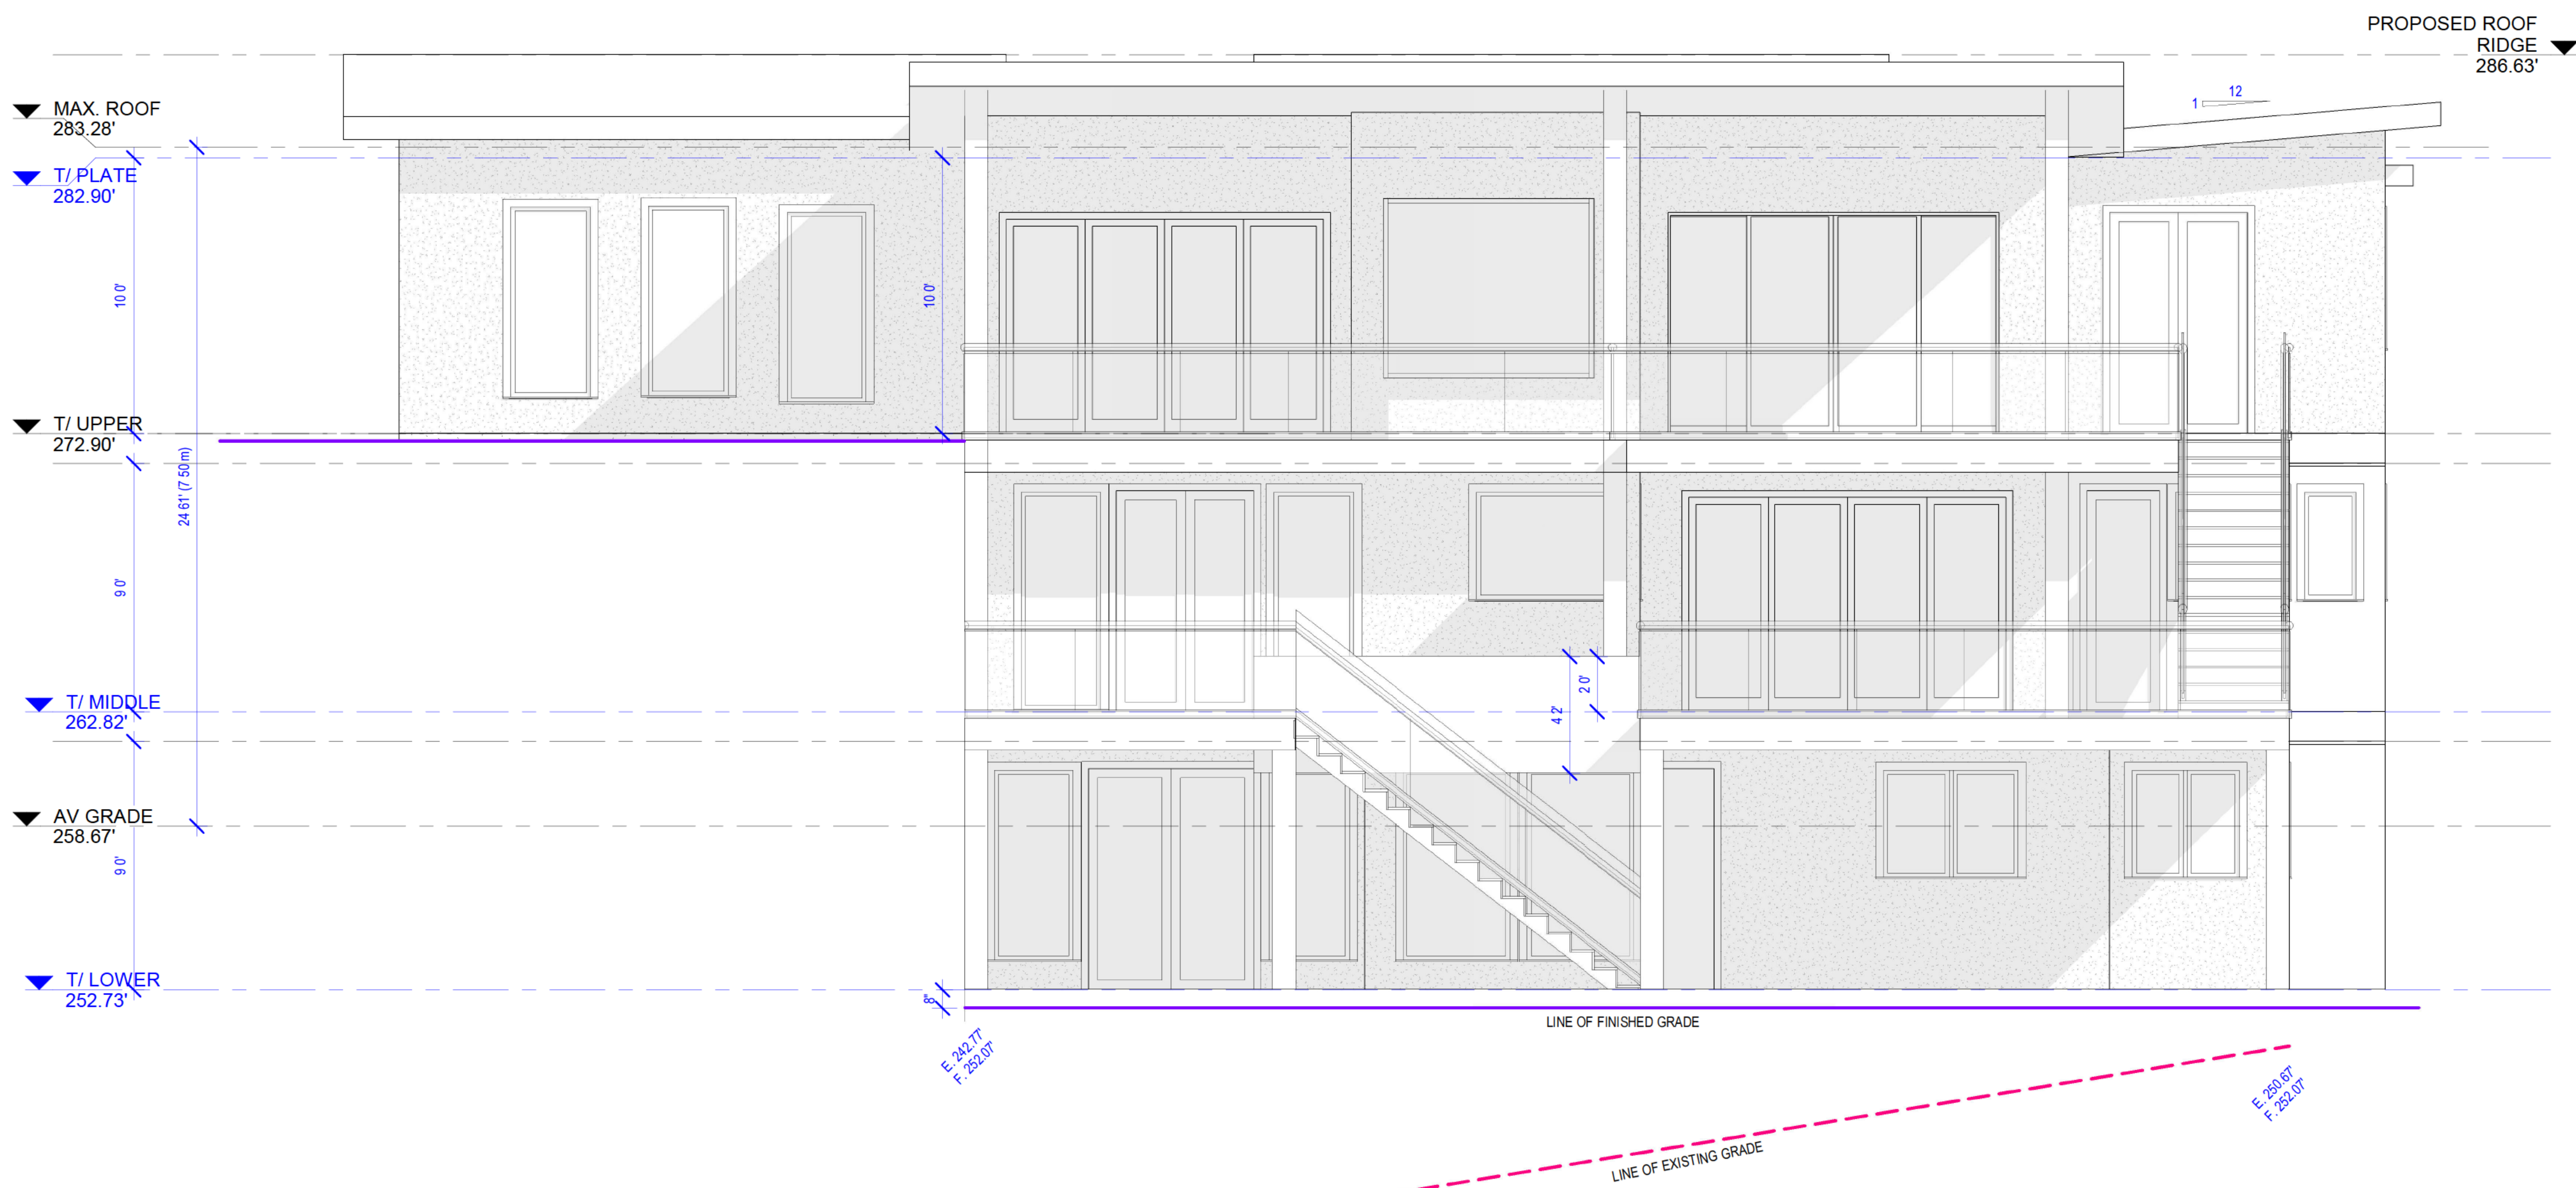 PROPOSED ROOF
RIDGE
286.63'
12
1
MAX. ROOF
283.28'
T/ PLATE
282.90'
10 0'
10 0'
T/ UPPER
272.90'
24 61' (7 50 m)
9 0'
2 0'
4 2'
T/ MIDDLE
262.82'
AV GRADE
258.67'
9 0'
T/ LOWER
252.73'
8"
LINE OF FINISHED GRADE
E. 242.77'
F. 252.07'
E. 250.67'
F. 252.07'
LINE OF EXISTING GRADE